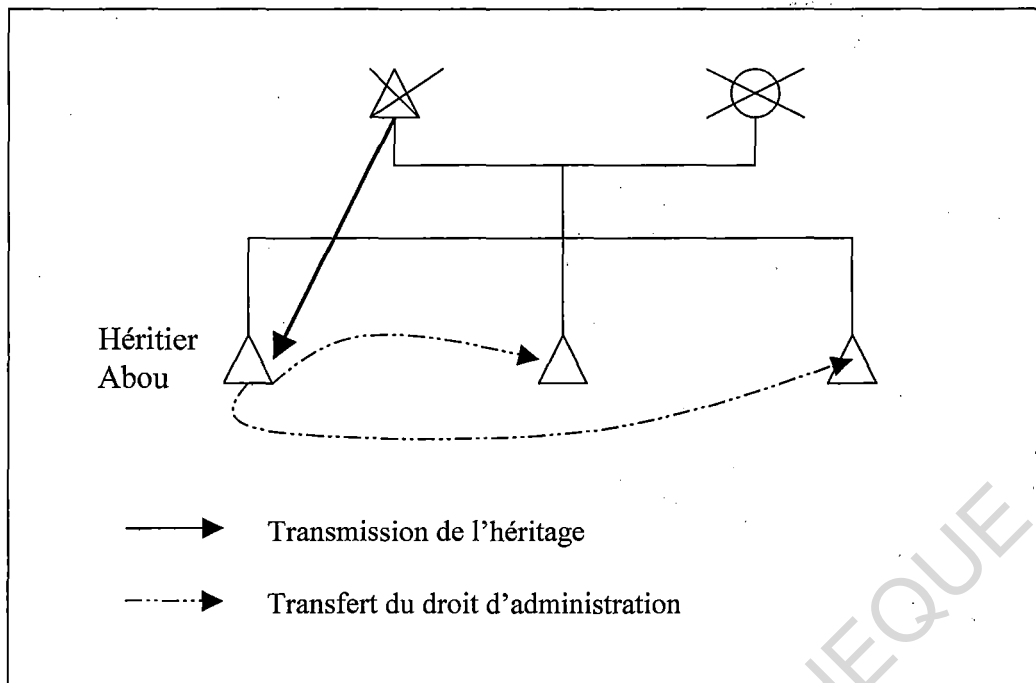 Héritier
Abou
Transmission de l'héritage
Transfert du droit d'administration